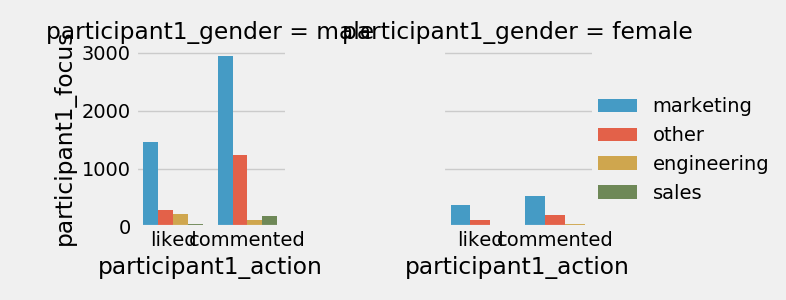 participant1_gender = male
participant1_gender = female
participant1_focus
3000
2000
1000
0
liked
commented
liked
commented
participant1_action
participant1_action
marketing
other
engineering
sales